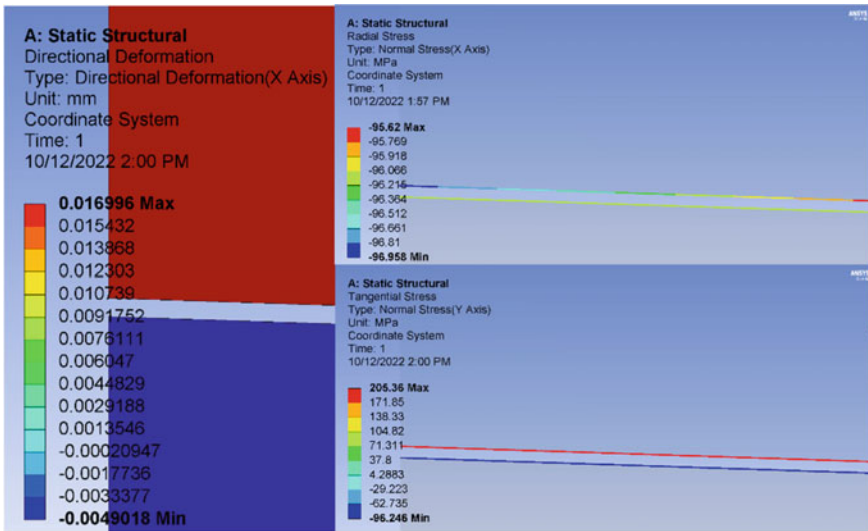 A: Static Structural
Directional Deformation
Type: Directional Deformation(X Axis)
Unit: mm
Coordinate System
Time: 1
10/12/2022 2:00 PM
0.016996 Max
0.015432
0.013868
0.012303
0.010739
0.0091752
0.0076111
0.006047
0.0044829
0.0029188
0.0013546
-0.00020947
-0.0017736
-0.0033377
-0.0049018 Min
A: Static Structural
Radial Stress
Type: Normal Stress(X Axis)
Unit: MPa
Coordinate System
Time: 1
10/12/2022 1:57 PM
-95.62 Max
-95.769
-95.918
-96.066
-96.215
-96.364
-96.512
-96.661
-96.81
-96.958 Min
ANSYS
A: Static Structural
Tangential Stress
Type: Normal Stress(Y Axis)
Unit: MPa
Coordinate System
Time: 1
10/12/2022 2:00 PM
205.36 Max
171.85
138.33
104.82
71.311
37.8
4.2883
-29.223
-62.735
-96.246 Min
ANSYS